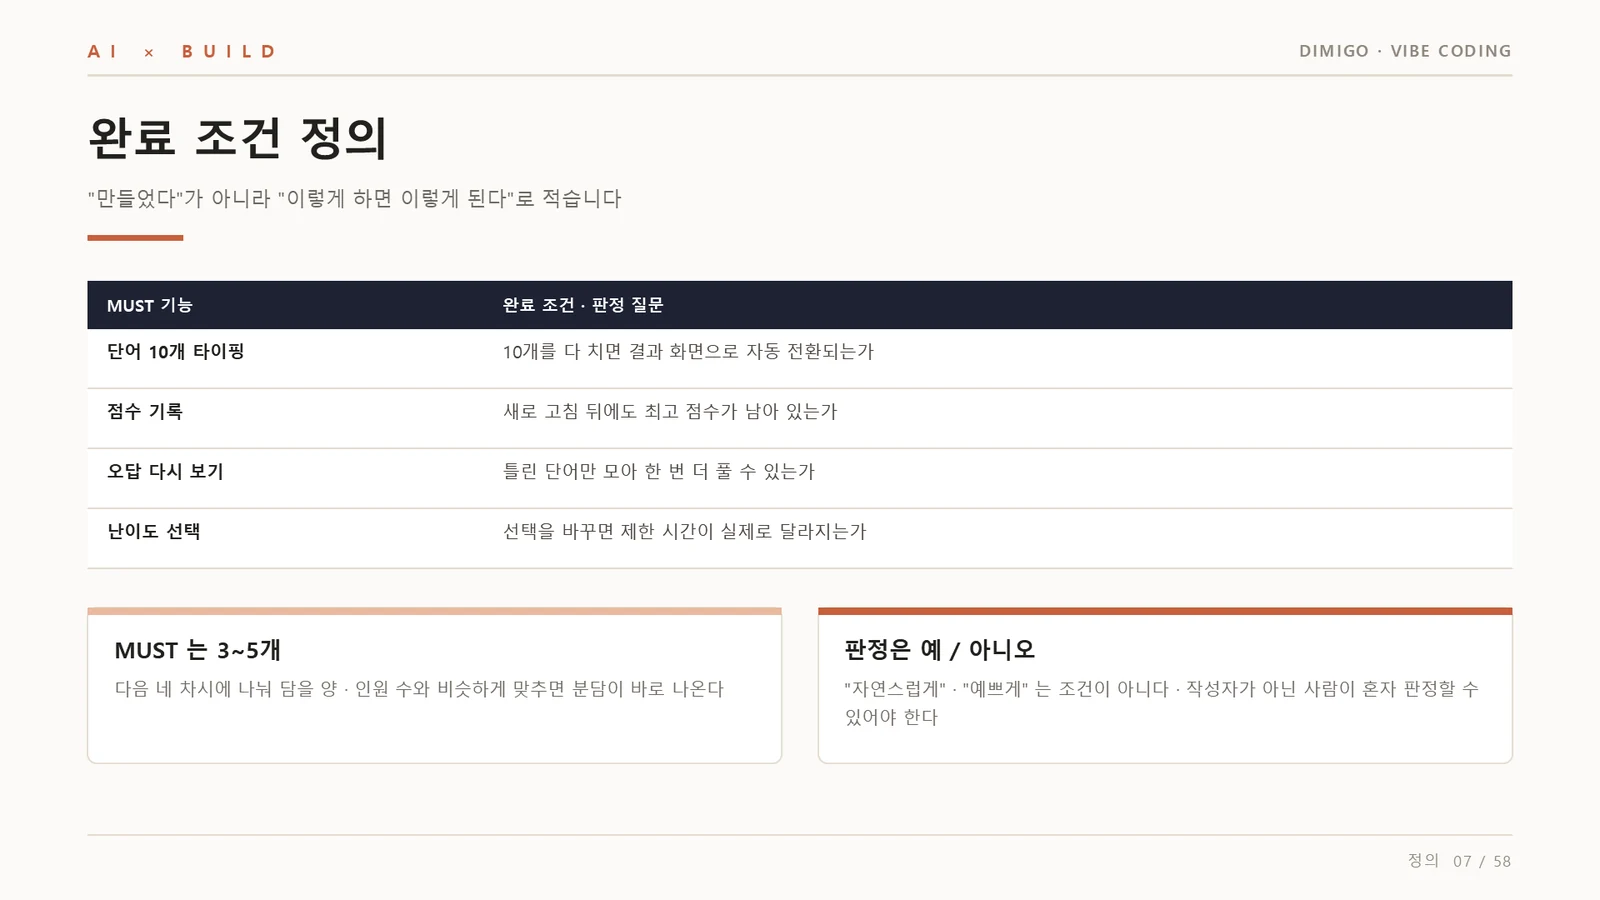 AI × BUILD
DIMIGO · VIBE CODING
완료 조건 정의
"만들었다"가 아니라 "이렇게 하면 이렇게 된다"로 적습니다
MUST 기능
완료 조건 · 판정 질문
단어 10개 타이핑
10개를 다 치면 결과 화면으로 자동 전환되는가
점수 기록
새로 고침 뒤에도 최고 점수가 남아 있는가
오답 다시 보기
틀린 단어만 모아 한 번 더 풀 수 있는가
난이도 선택
선택을 바꾸면 제한 시간이 실제로 달라지는가
MUST 는 3~5개
다음 네 차시에 나눠 담을 양 · 인원 수와 비슷하게 맞추면 분담이 바로 나온다
판정은 예 / 아니오
"자연스럽게" · "예쁘게" 는 조건이 아니다 · 작성자가 아닌 사람이 혼자 판정할 수
있어야 한다
정의 07 / 58